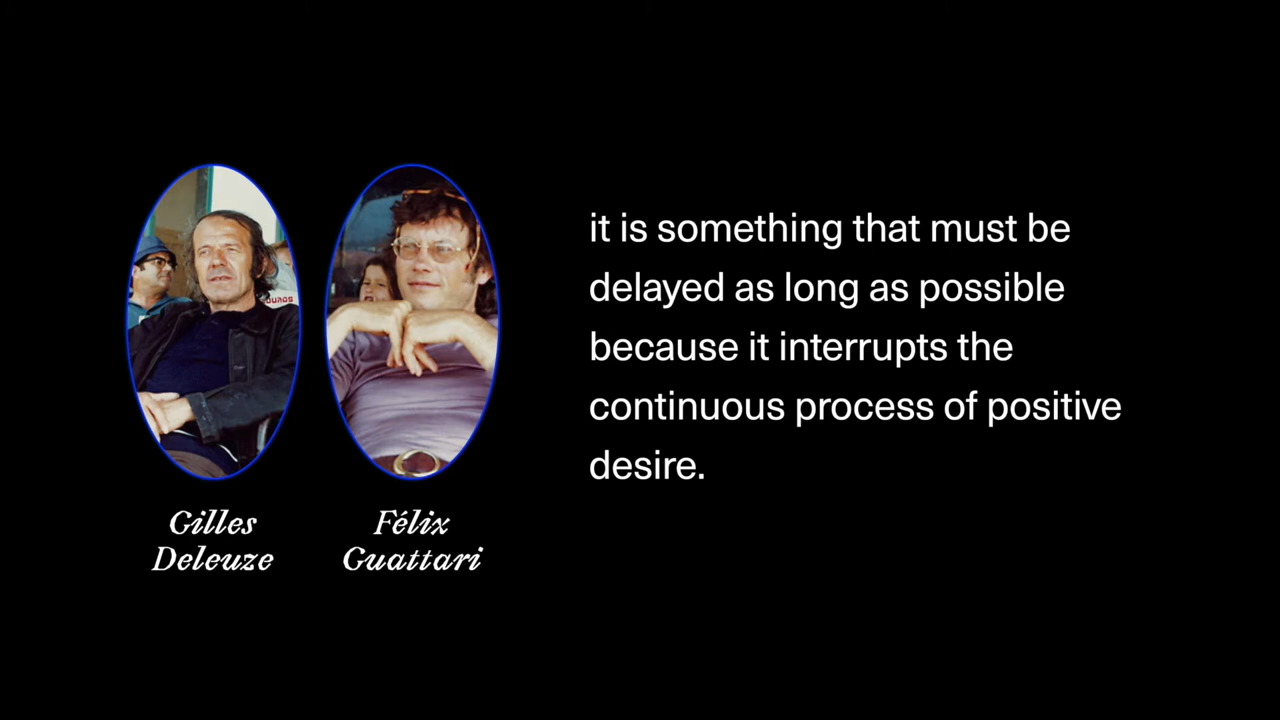 it is something that must be
delayed as long as possible
because it interrupts the
continuous process of positive
desire.
Gilles
Deleuze
Félix
Guattari